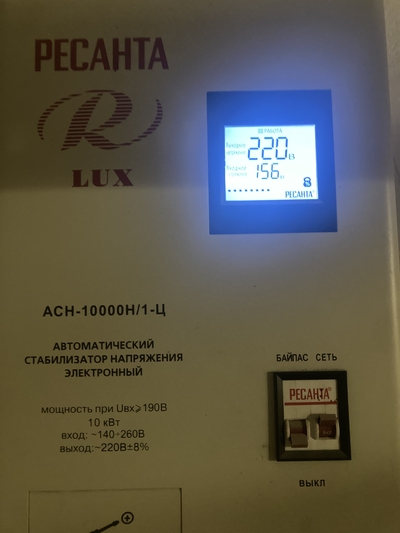 РЕСАНТА
R
LUX
РАБОТА
220 В
156
РЕСАНТА
АСН-10000Н/1-Ц
АВТОМАТИЧЕСКИЙ
СТАБИЛИЗАТОР НАПРЯЖЕНИЯ
ЭЛЕКТРОННЫЙ
мощность при Uвх⩾190В
10 кВт
вход: ~140÷260В
выход:~220В±8%
БАЙПАС СЕТЬ
РЕСАНТА
ВЫКЛ